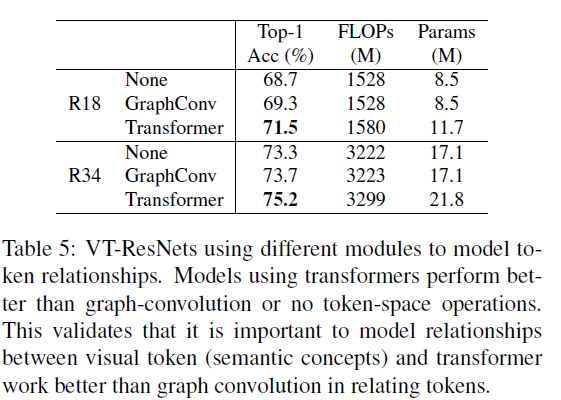 Top-1 FLOPs Params
Acc (%) (M) (M)
None 68.7 1528 8.5
R18 GraphConv 69.3 1528 8.5
Transformer 71.5 1580 11.7
None 73.3 3222 17.1
R34 GraphConv 73.7 3223 17.1
Transformer 75.2 3299 21.8
Table 5: VT-ResNets using different modules to model to-
ken relationships. Models using transformers perform bet-
ter than graph-convolution or no token-space operations.
This validates that it is important to model relationships
between visual token (semantic concepts) and transformer
work better than graph convolution in relating tokens.